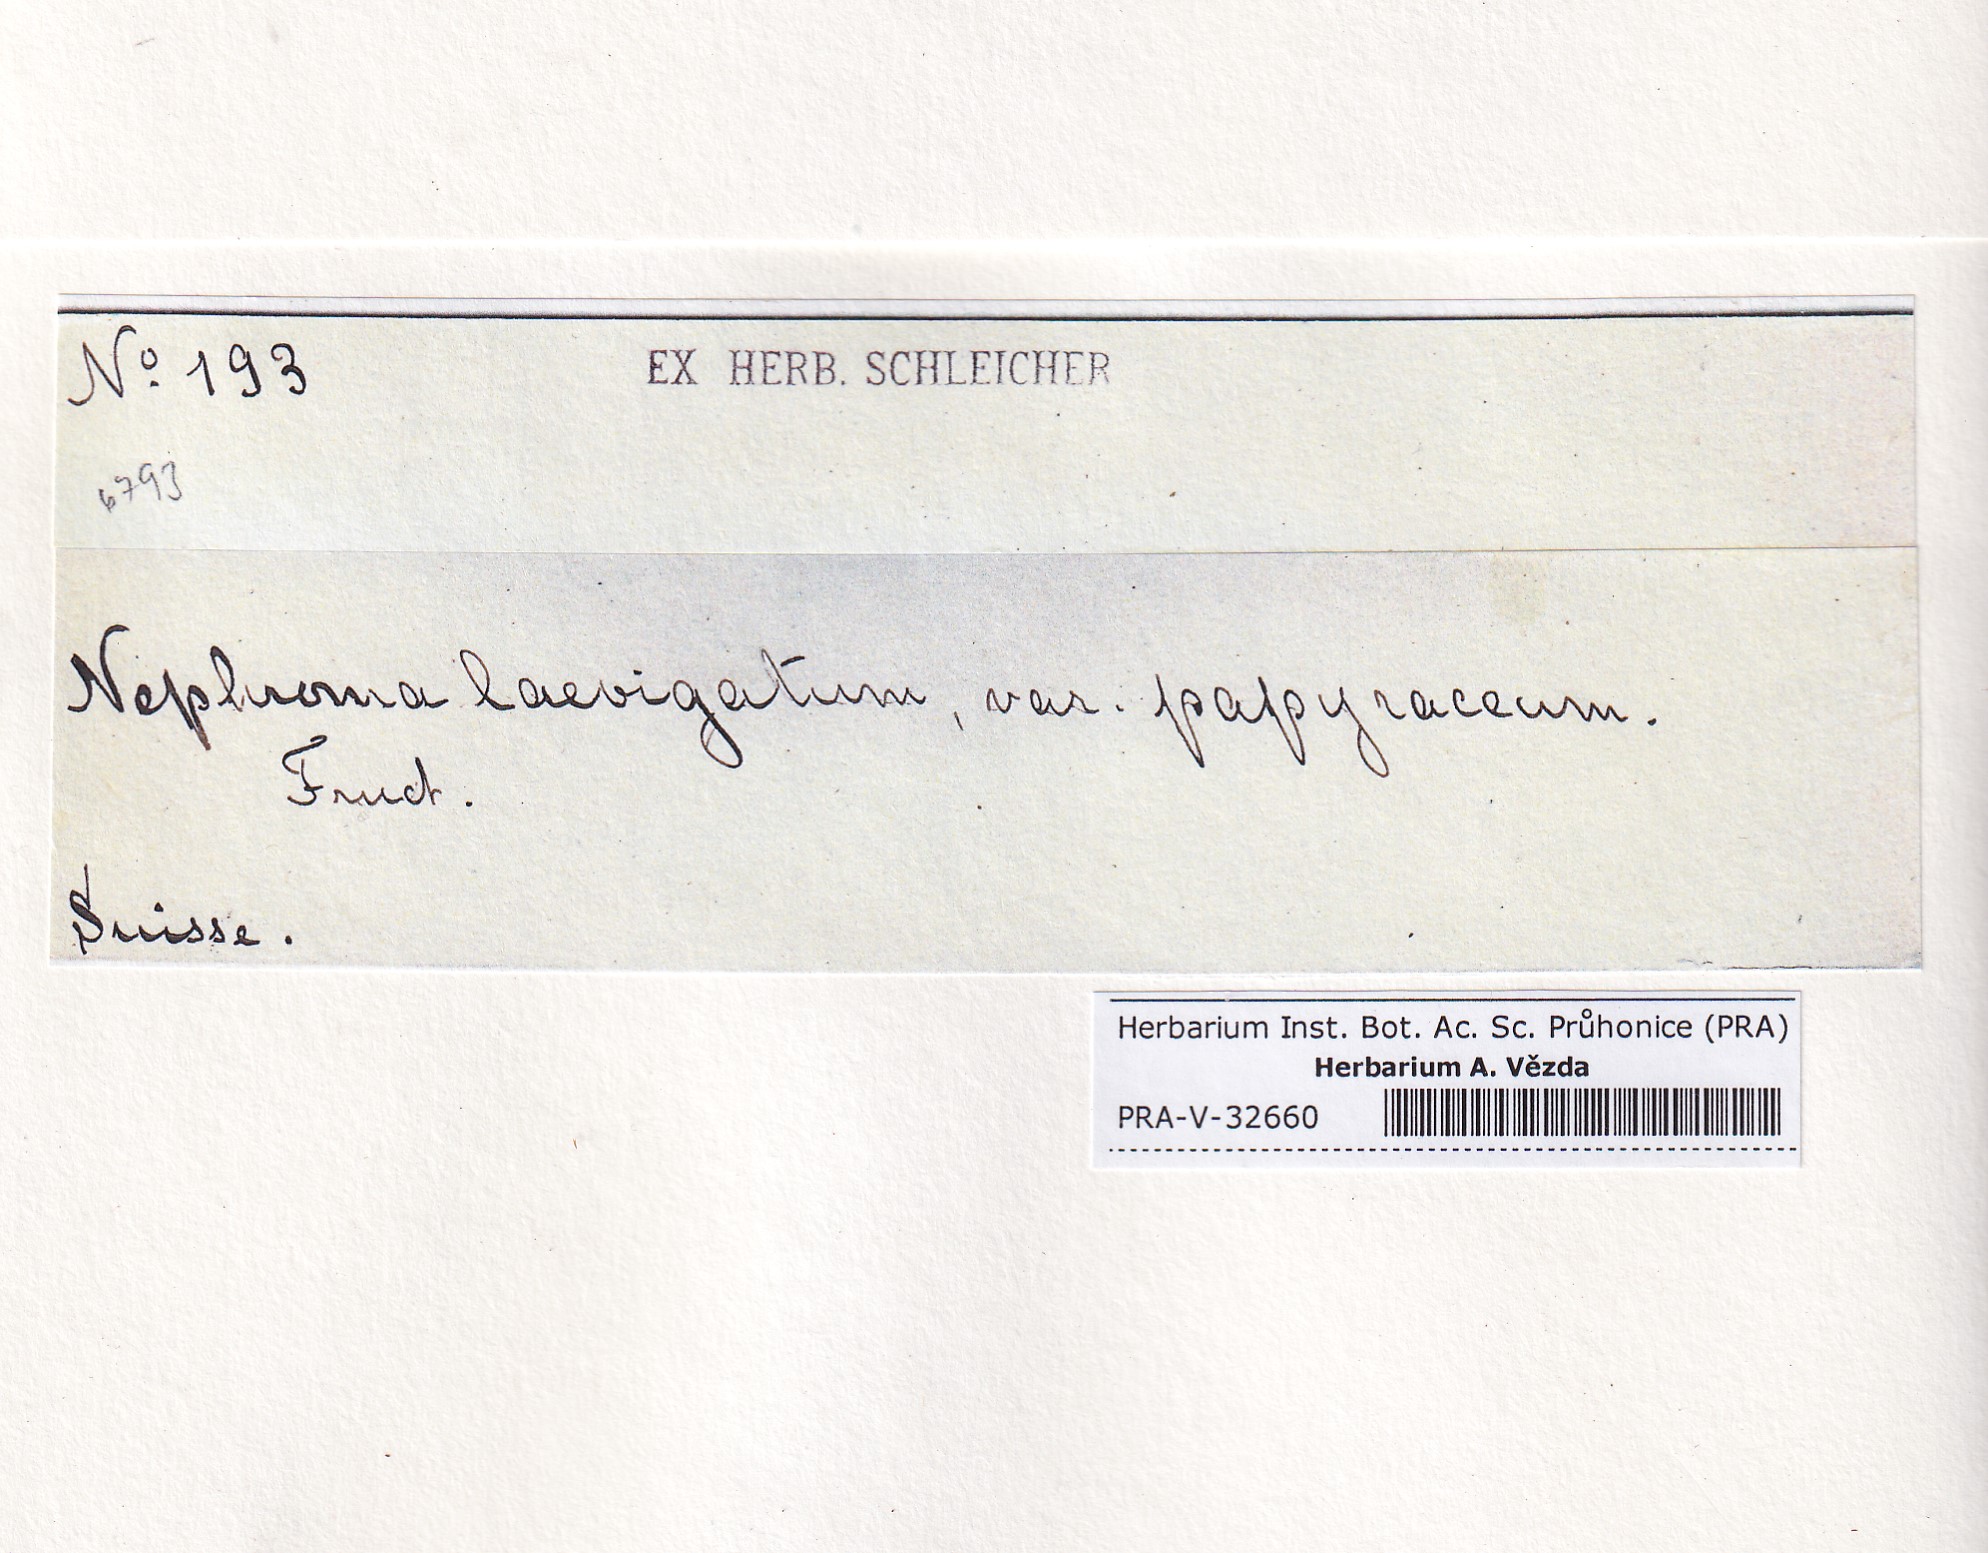 Nº 193
EX HERB. SCHLEICHER
6793
Nephroma laevigatum, var. papyraceum.
Fruct.
Suisse.
Herbarium Inst. Bot. Ac. Sc. Průhonice (PRA)
Herbarium A. Vězda
PRA-V-32660